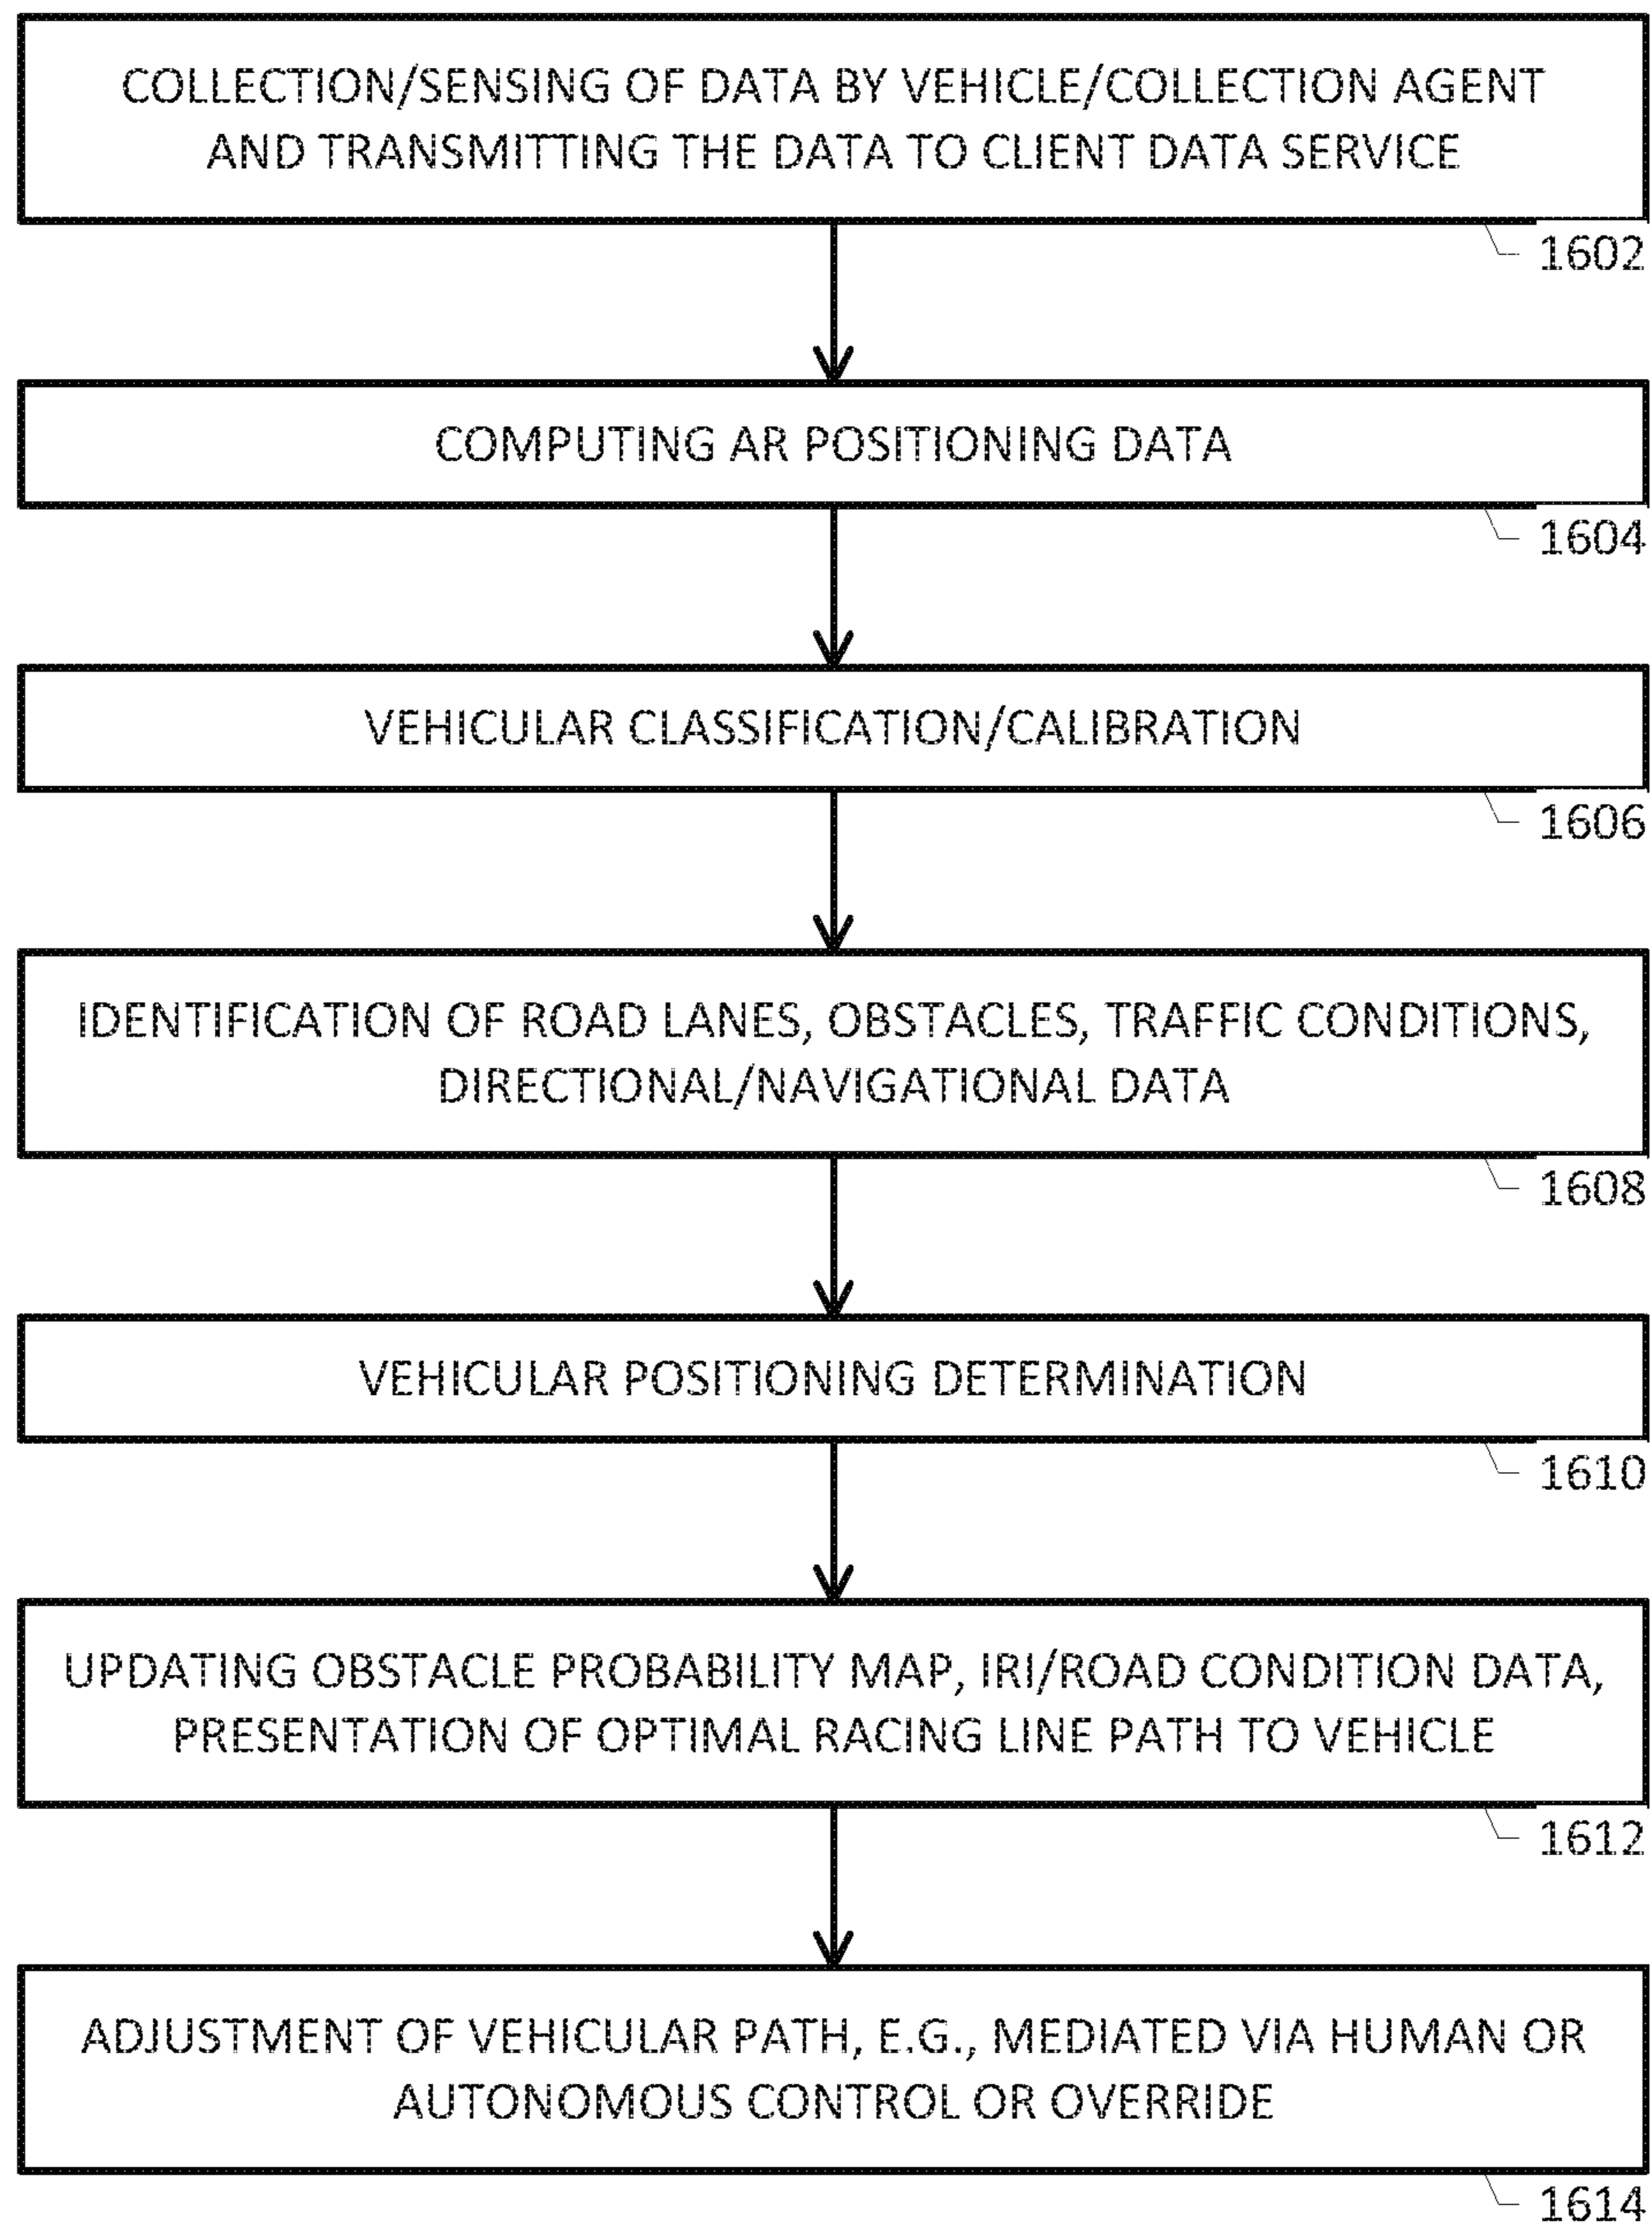 COLLECTION/SENSING OF DATA BY VEHICLE/COLLECTION AGENT
AND TRANSMITTING THE DATA TO CLIENT DATA SERVICE
1602
COMPUTING AR POSITIONING DATA
1604
VEHICULAR CLASSIFICATION/CALIBRATION
1606
IDENTIFICATION OF ROAD LANES, OBSTACLES, TRAFFIC CONDITIONS,
DIRECTIONAL/NAVIGATIONAL DATA
1608
VEHICULAR POSITIONING DETERMINATION
1610
UPDATING OBSTACLE PROBABILITY MAP, IRI/ROAD CONDITION DATA,
PRESENTATION OF OPTIMAL RACING LINE PATH TO VEHICLE
1612
ADJUSTMENT OF VEHICULAR PATH, E.G., MEDIATED VIA HUMAN OR
AUTONOMOUS CONTROL OR OVERRIDE
1614